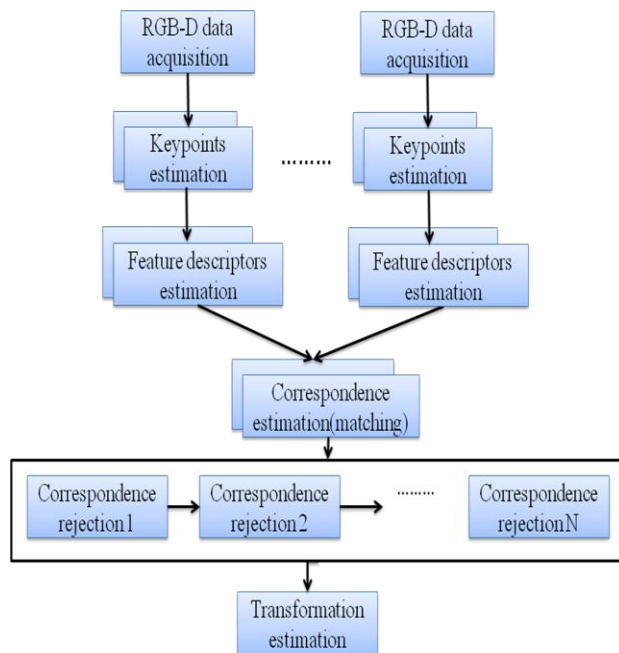 RGB-D data
acquisition
RGB-D data
acquisition
Keypoints
estimation
.........
Keypoints
estimation
Feature descriptors
estimation
Feature descriptors
estimation
Correspondence
estimation(matching)
Correspondence
rejection1
Correspondence
rejection2
.........
Correspondence
rejectionN
Transformation
estimation